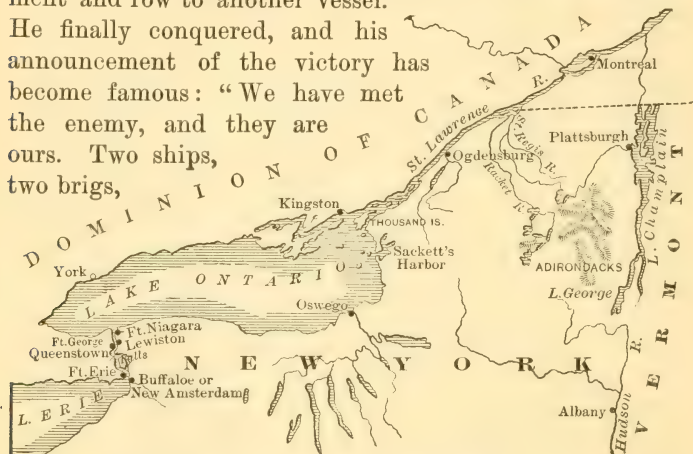 ment and row to another vessel.
He finally conquered, and his
announcement of the victory has
become famous: "We have met
the enemy, and they are
ours. Two ships,
two brigs,
DOMINION OF CANADA
Montreal
St. Lawrence R.
Plattsburgh
Ogdensburg
St. Regis R.
Racket R.
L. Champlain
Kingston
THOUSAND IS.
Sackett's
Harbor
ADIRONDACKS
L. George
York
LAKE ONTARIO
Oswego
Ft. Niagara
Ft. George
Lewiston
Queenstown
Falls
NEW YORK
VERMONT
Ft. Erie
Buffaloe or
New Amsterdam
L. ERIE
Albany
Hudson R.